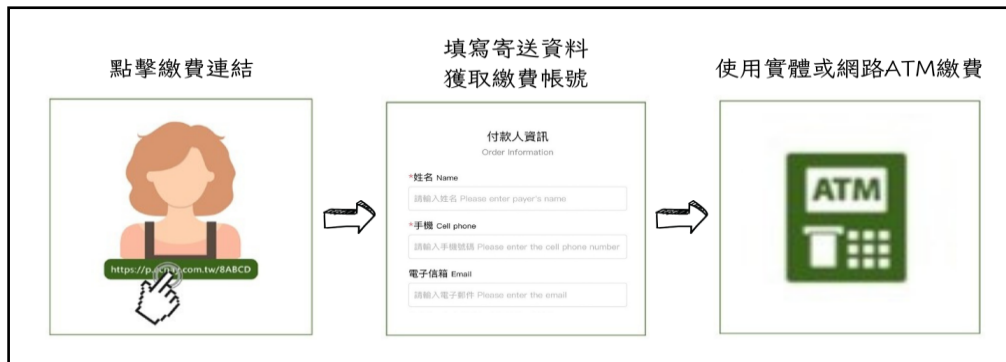 點擊繳費連結
填寫寄送資料
獲取繳費帳號
使用實體或網路ATM繳費
付款人資訊
Order Information
*姓名 Name
請輸入姓名 Please enter payer's name
*手機 Cell phone
請輸入手機號碼 Please enter the cell phone number
電子信箱 Email
請輸入電子郵件 Please enter the email
ATM